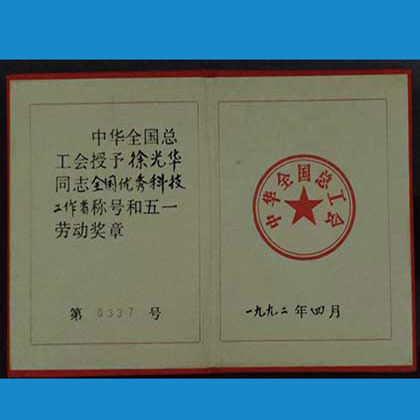 中华全国总
工会授予徐光华
同志全国优秀科技
工作者称号和五一
劳动奖章
第 0337 号
中华全国总工会
一九九二年四月